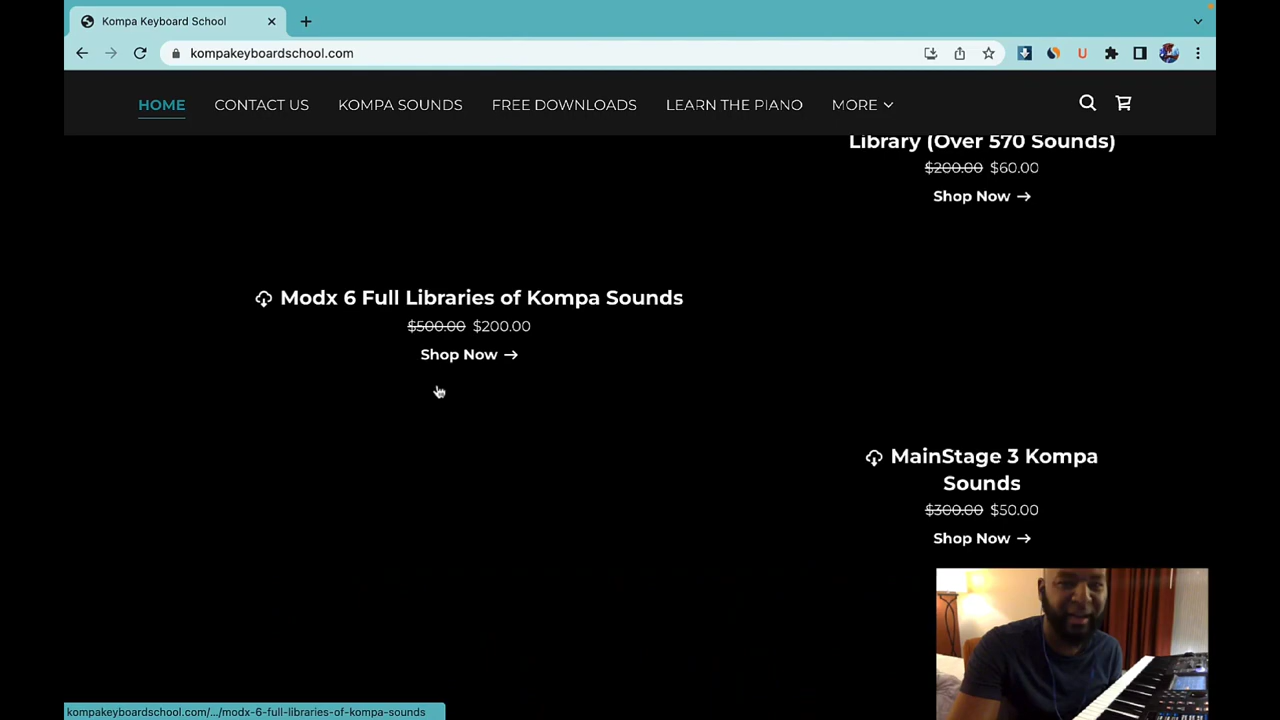 Kompa Keyboard School
kompakeyboardschool.com
HOME CONTACT US KOMPA SOUNDS FREE DOWNLOADS LEARN THE PIANO MORE
Library (Over 570 Sounds)
$200.00 $60.00
Shop Now →
Modx 6 Full Libraries of Kompa Sounds
$500.00 $200.00
Shop Now →
MainStage 3 Kompa
Sounds
$300.00 $50.00
Shop Now →
kompakeyboardschool.com/.../modx-6-full-libraries-of-kompa-sounds